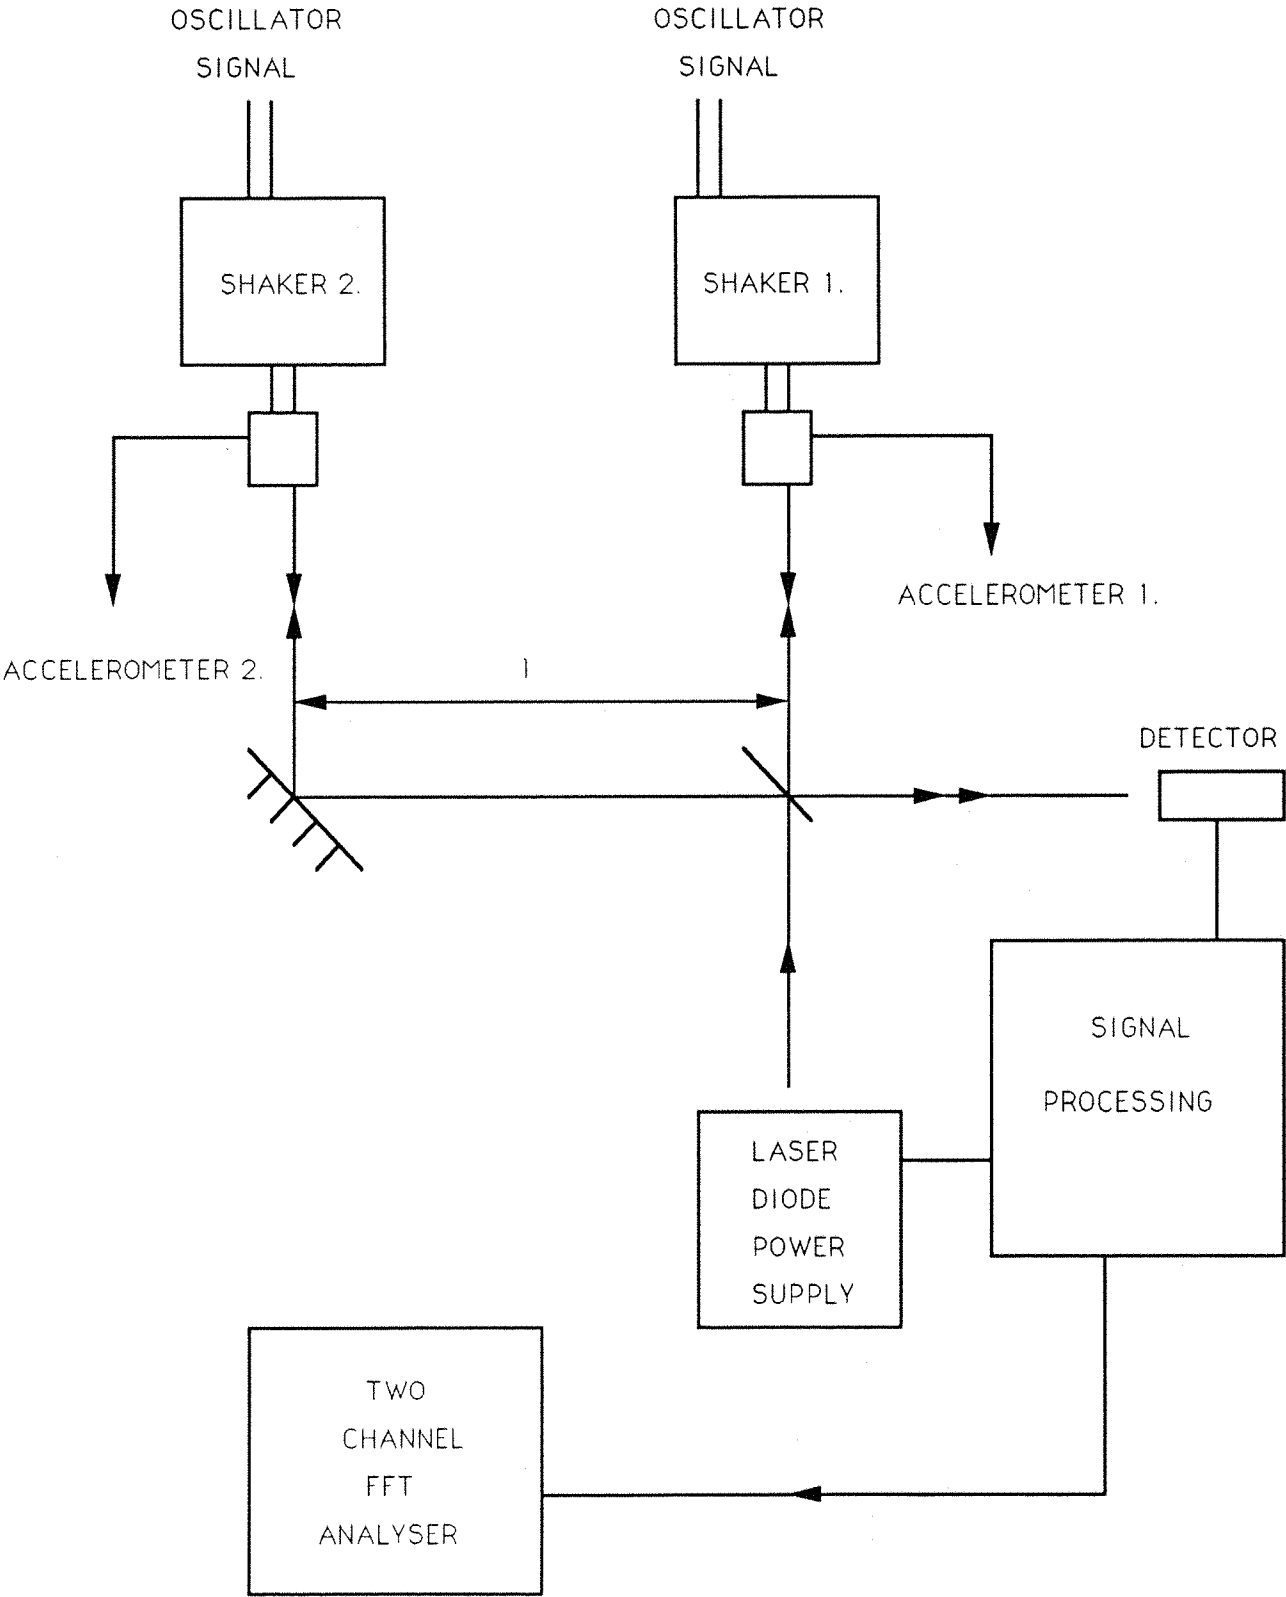 OSCILLATOR
SIGNAL
OSCILLATOR
SIGNAL
SHAKER 2.
SHAKER 1.
ACCELEROMETER 1.
ACCELEROMETER 2.
l
DETECTOR
SIGNAL
PROCESSING
LASER
DIODE
POWER
SUPPLY
TWO
CHANNEL
FFT
ANALYSER